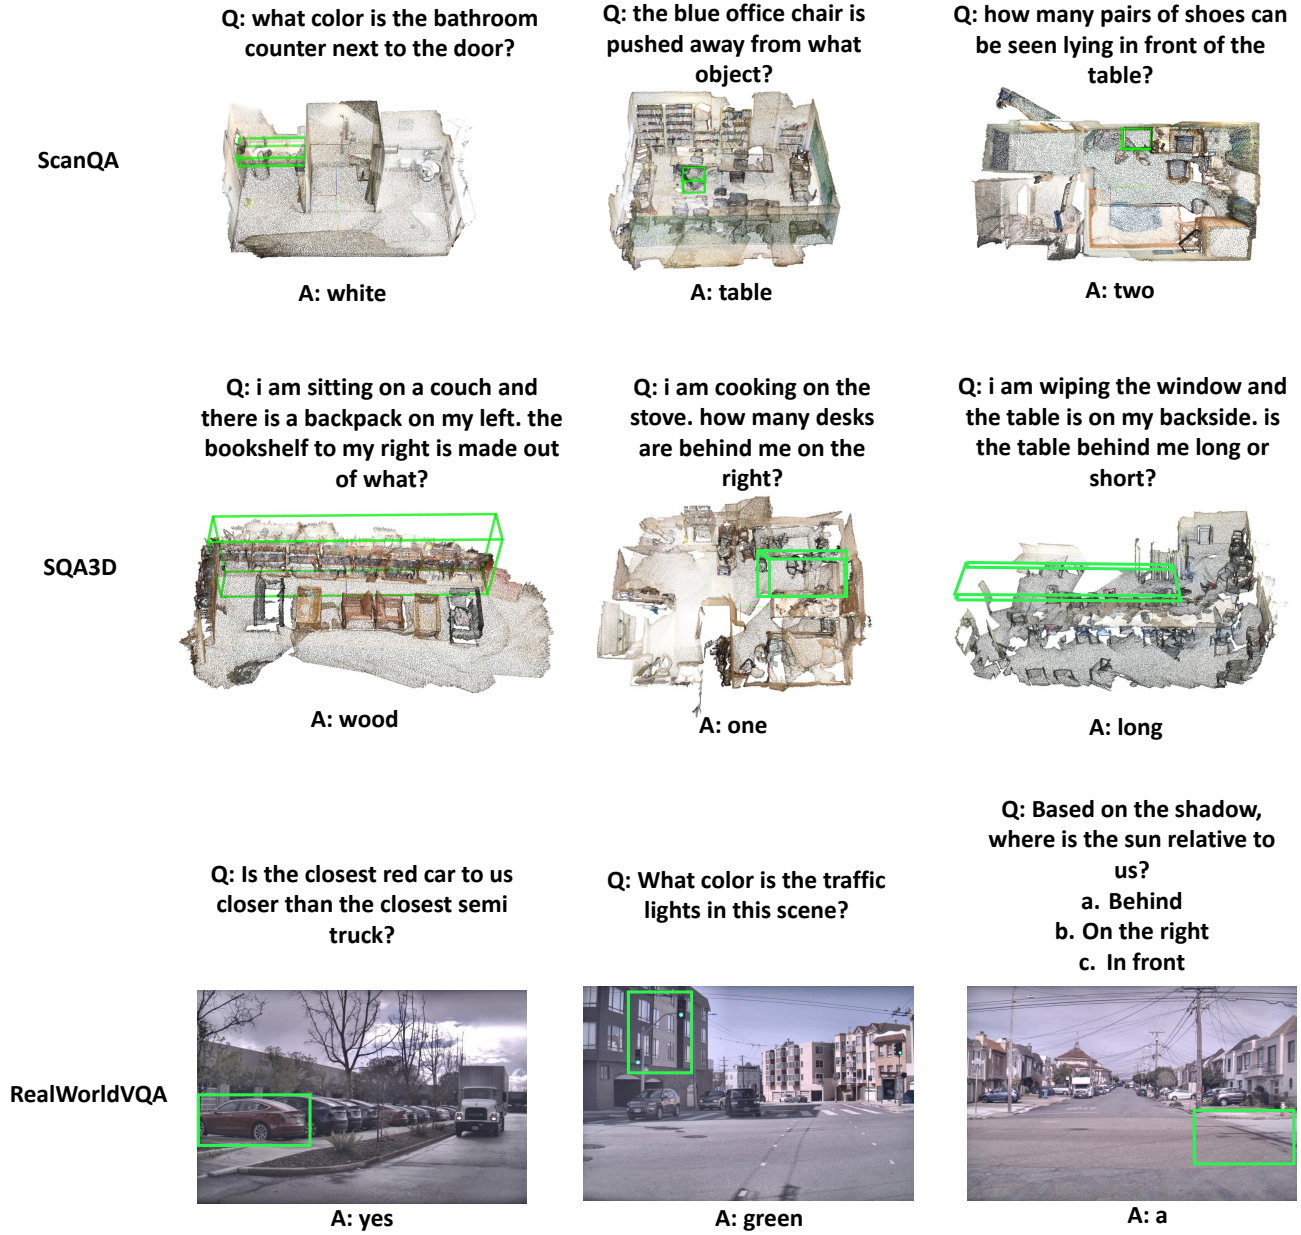 Q: what color is the bathroom
counter next to the door?
Q: the blue office chair is
pushed away from what
object?
Q: how many pairs of shoes can
be seen lying in front of the
table?
ScanQA
A: white
A: table
A: two
Q: i am sitting on a couch and
there is a backpack on my left. the
bookshelf to my right is made out
of what?
Q: i am cooking on the
stove. how many desks
are behind me on the
right?
Q: i am wiping the window and
the table is on my backside. is
the table behind me long or
short?
SQA3D
A: wood
A: one
A: long
Q: Is the closest red car to us
closer than the closest semi
truck?
Q: What color is the traffic
lights in this scene?
Q: Based on the shadow,
where is the sun relative to
us?
a. Behind
b. On the right
c. In front
RealWorldVQA
A: yes
A: green
A: a